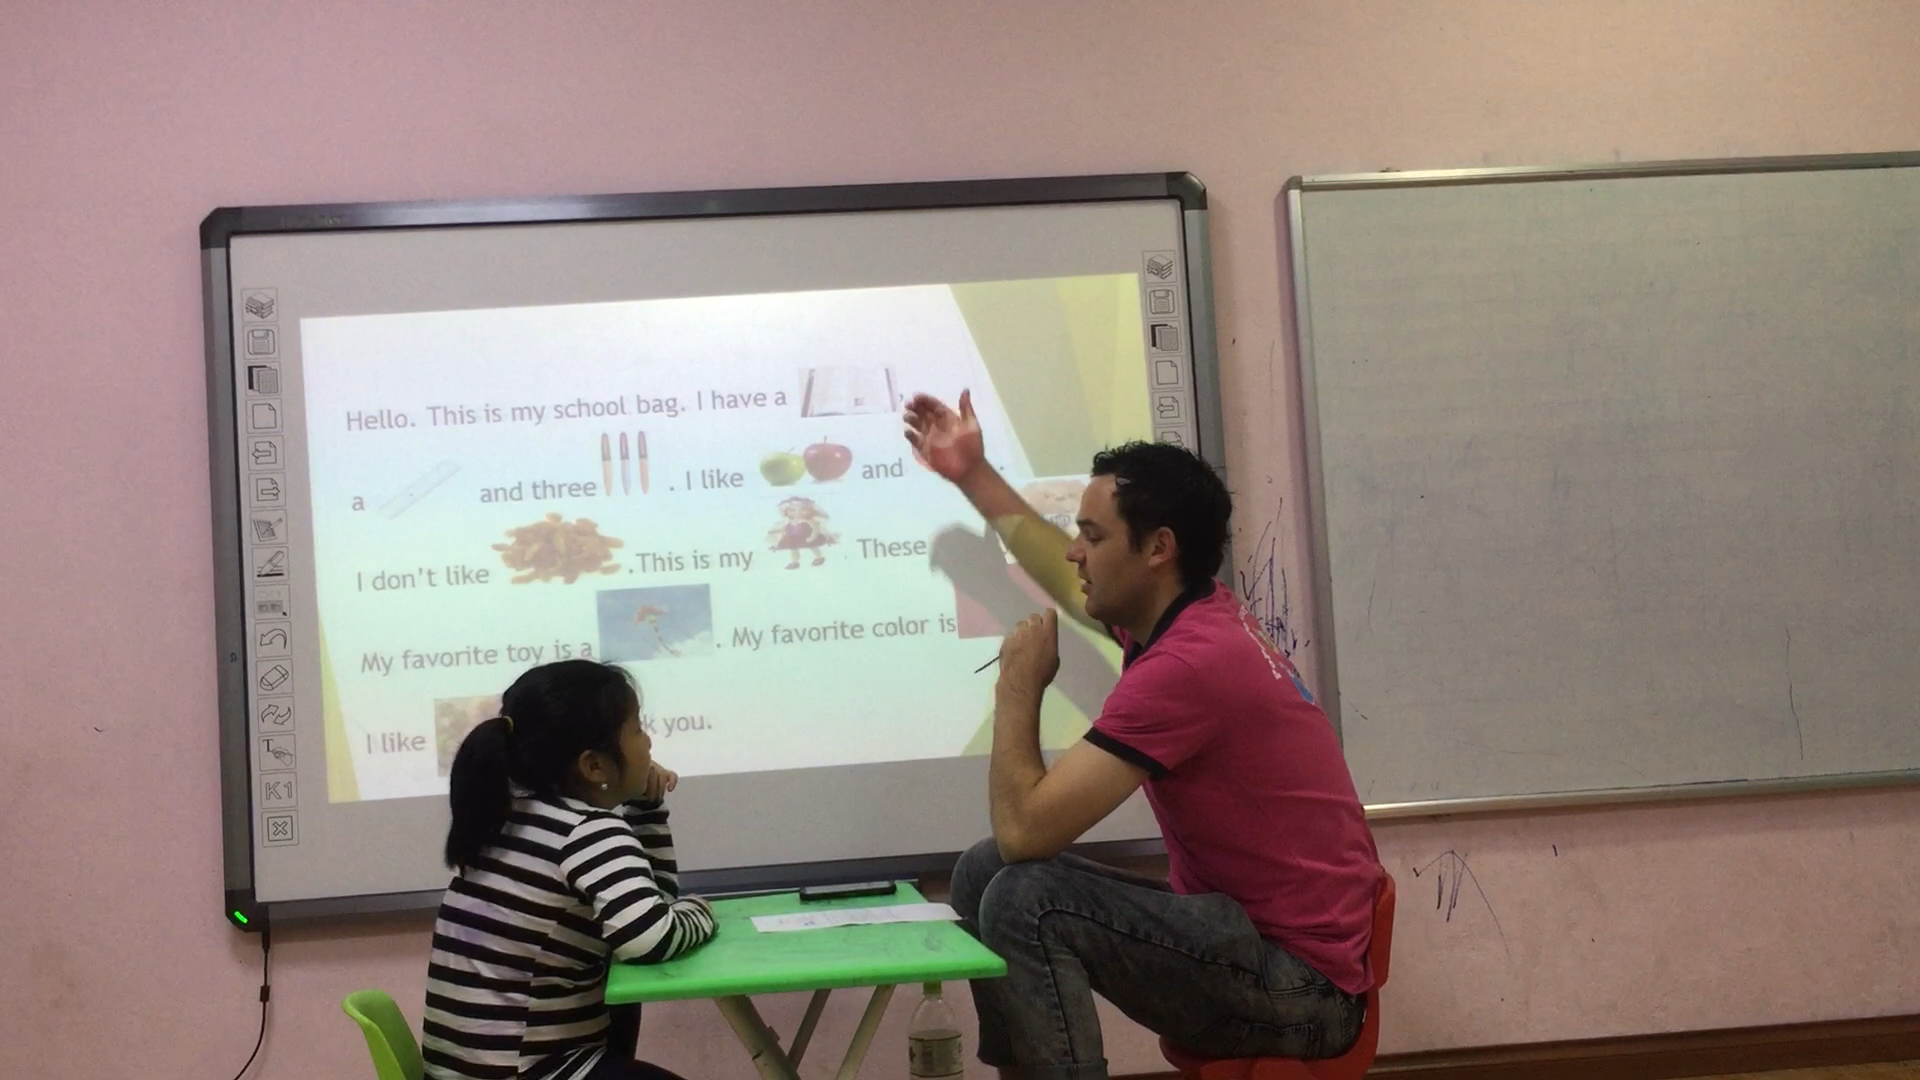 Hello. This is my school bag. I have a ,
a and three . I like and .
I don't like .This is my . These
My favorite toy is a . My favorite color is
I like you.
K1